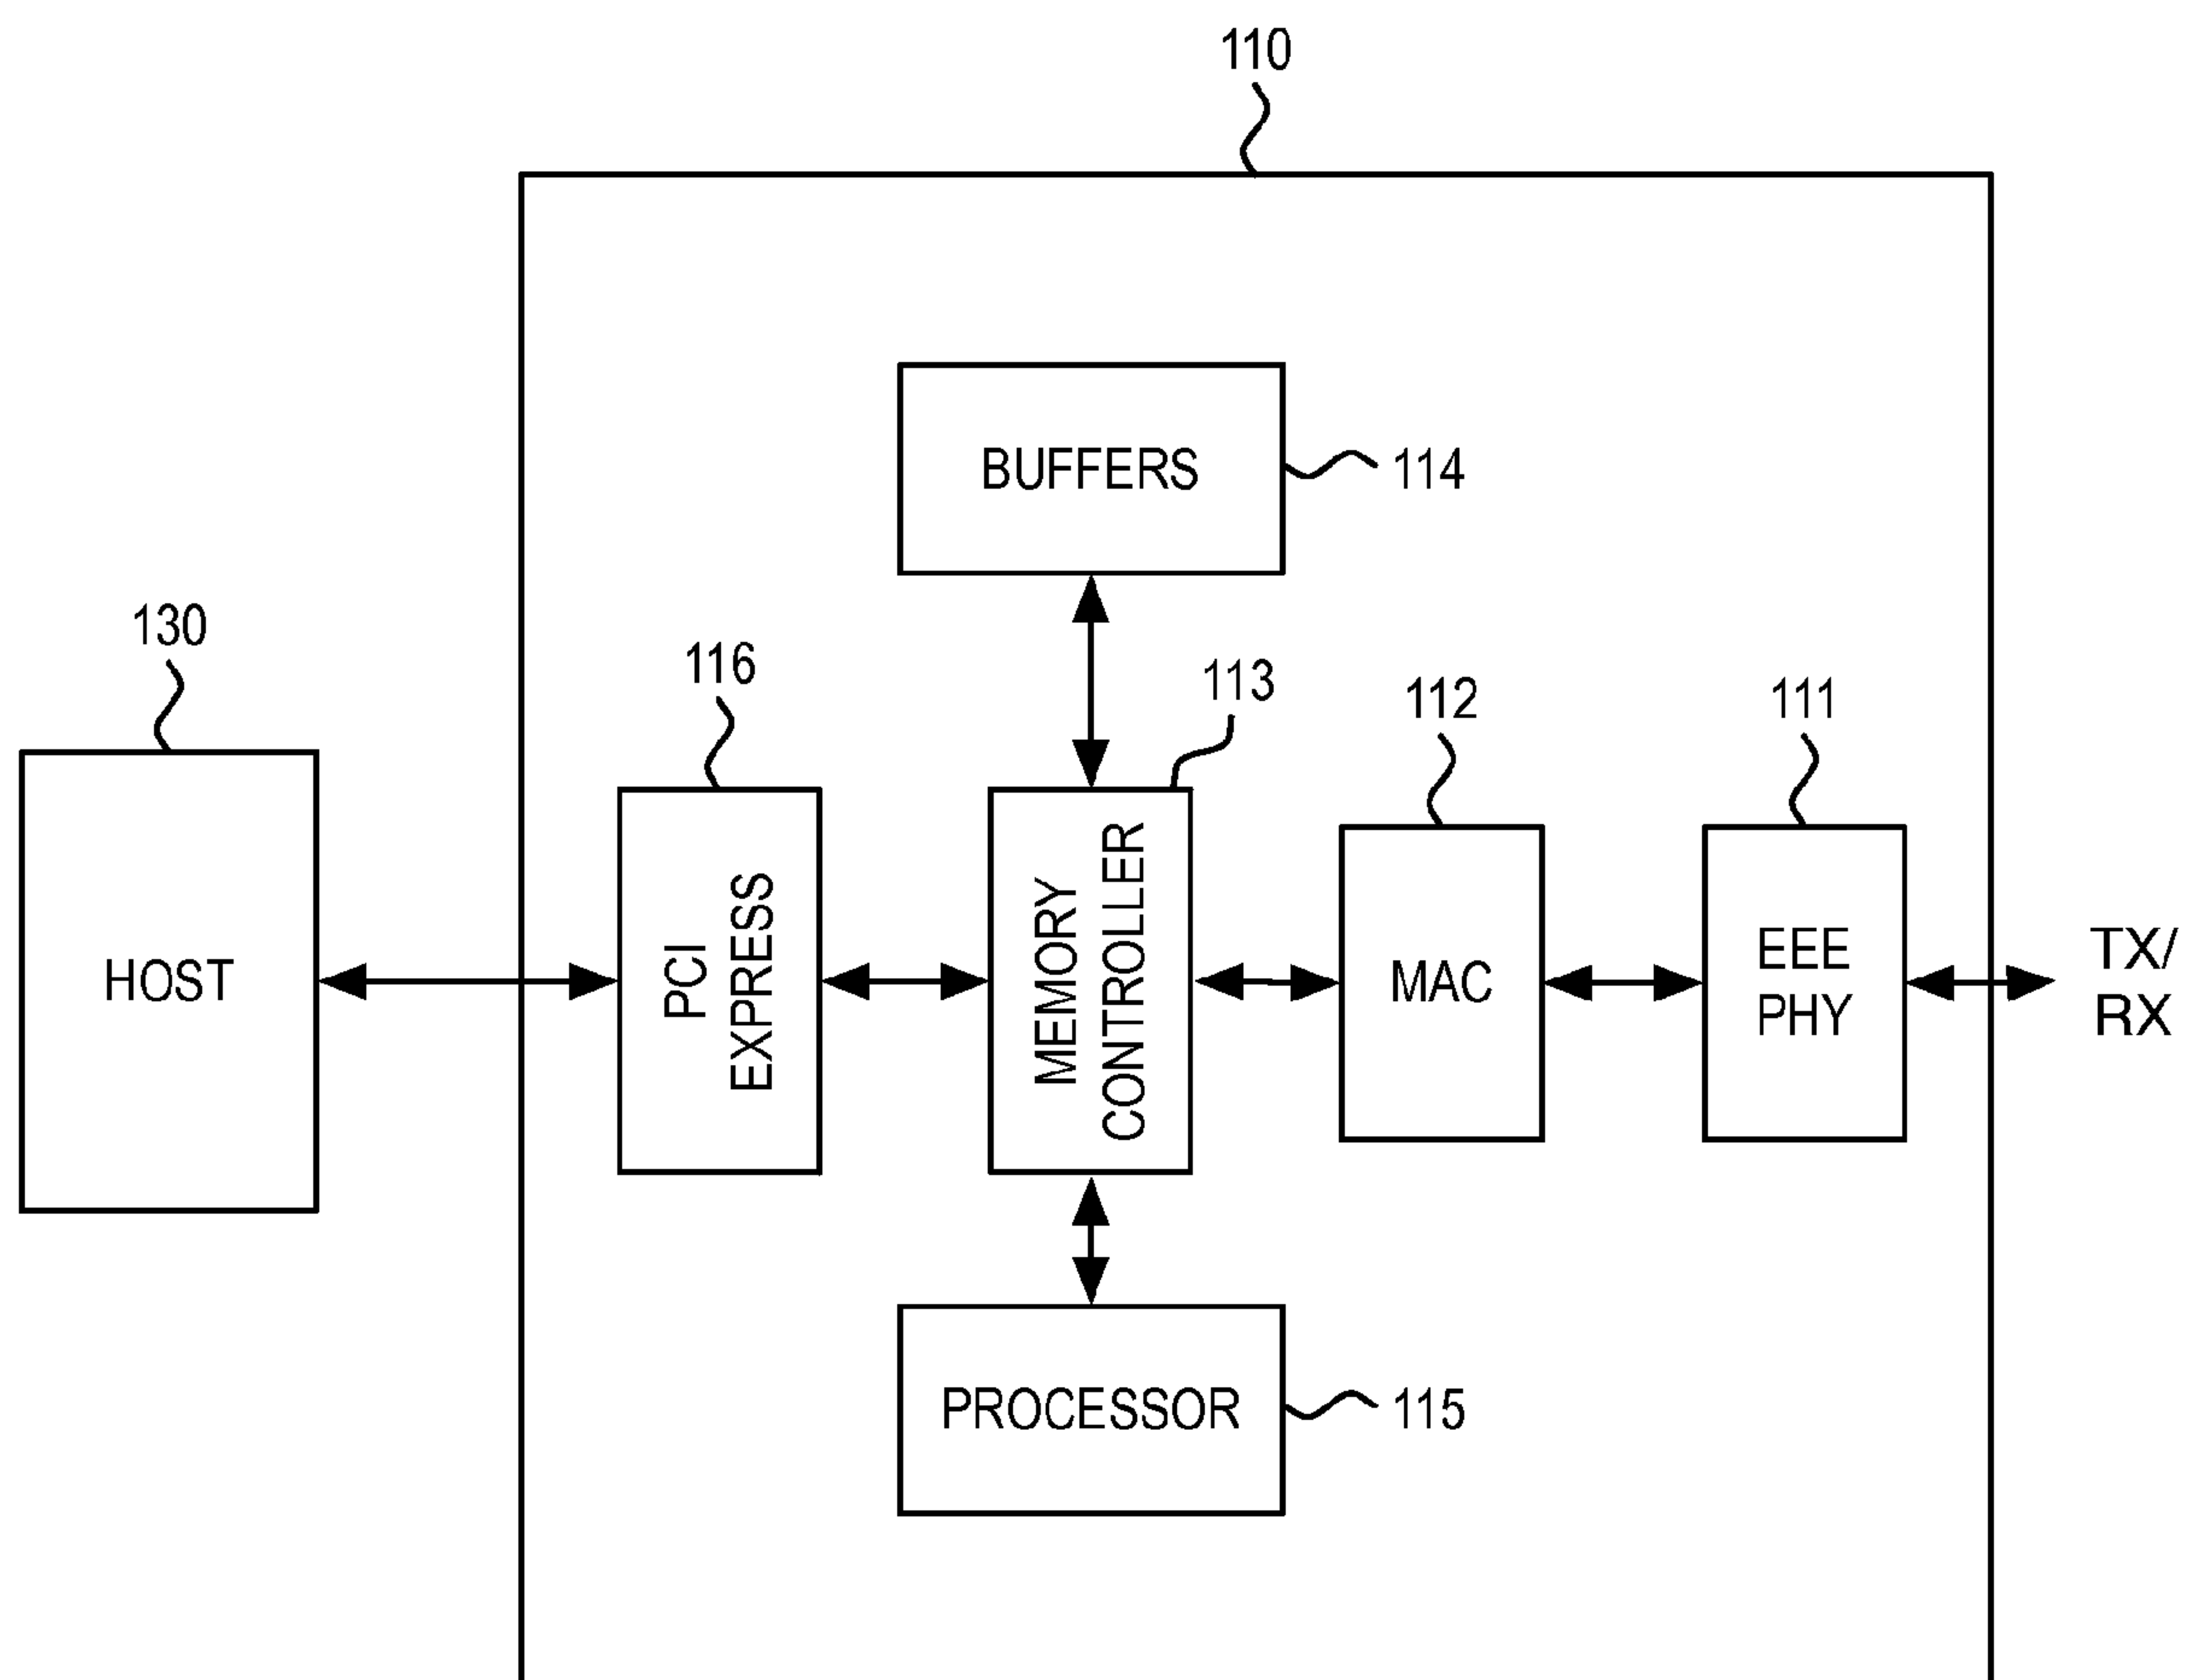 110
BUFFERS
114
130
116
113
112
111
HOST
PCI
EXPRESS
MEMORY
CONTROLLER
MAC
EEE
PHY
TX/
RX
PROCESSOR
115